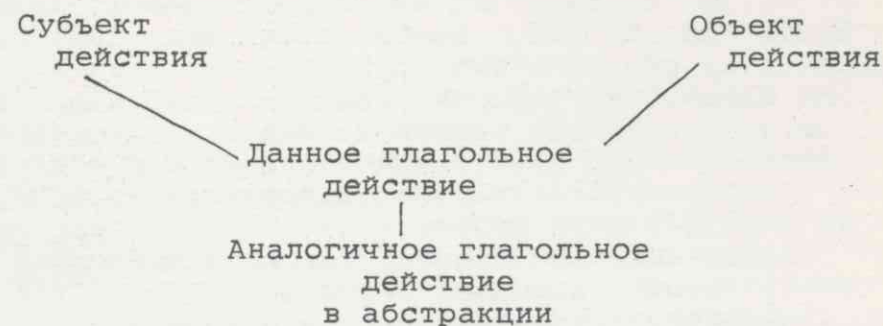 Субъект действия
Объект действия
Данное глагольное
действие
Аналогичное глагольное
действие
в абстракции